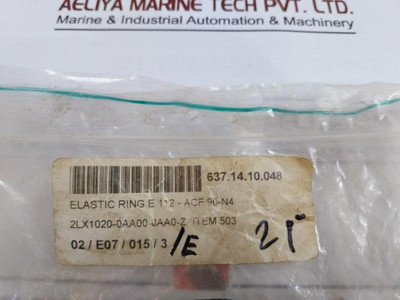 AELIYA MARINE TECH PVT. LTD.
Marine & Industrial Automation & Machinery
637.14.10.048
ELASTIC RING E 112 - ACF 90-N4
2LX1020-0AA00-JAA0-Z ITEM 503
02 / E07 / 015 / 3 /E